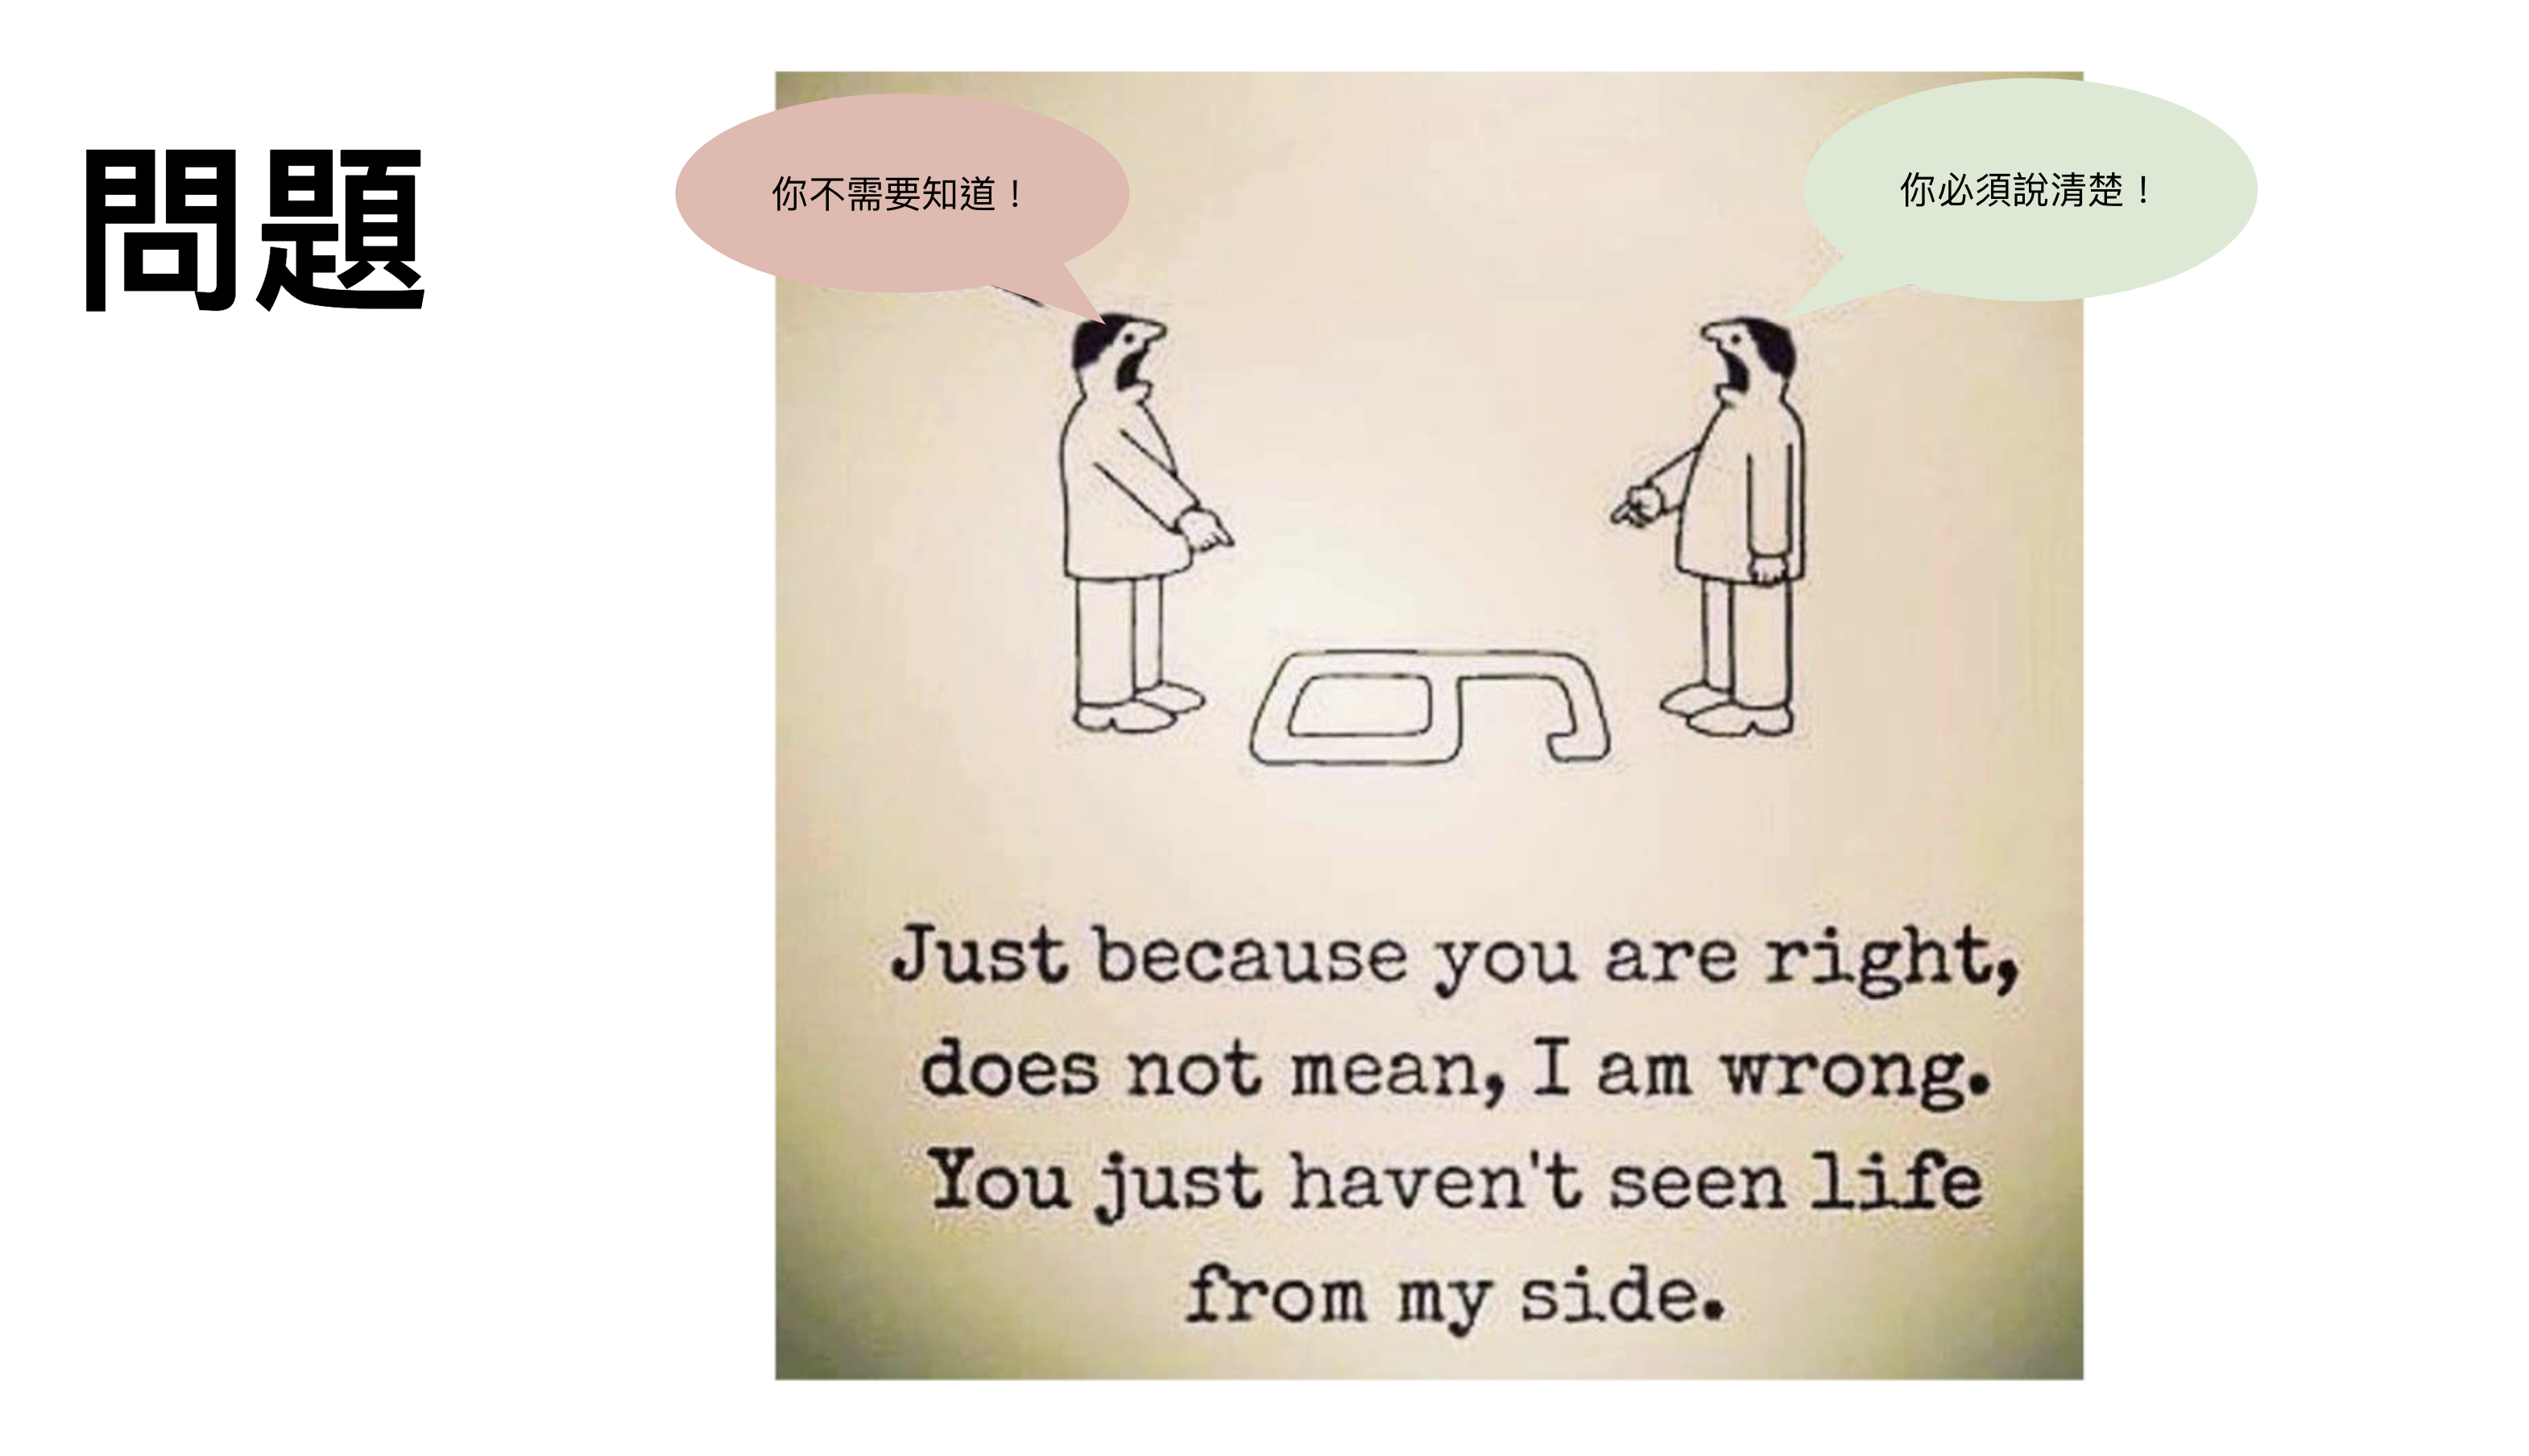 問題
你不需要知道！
你必須說清楚！
Just because you are right,
does not mean, I am wrong.
You just haven't seen life
from my side.